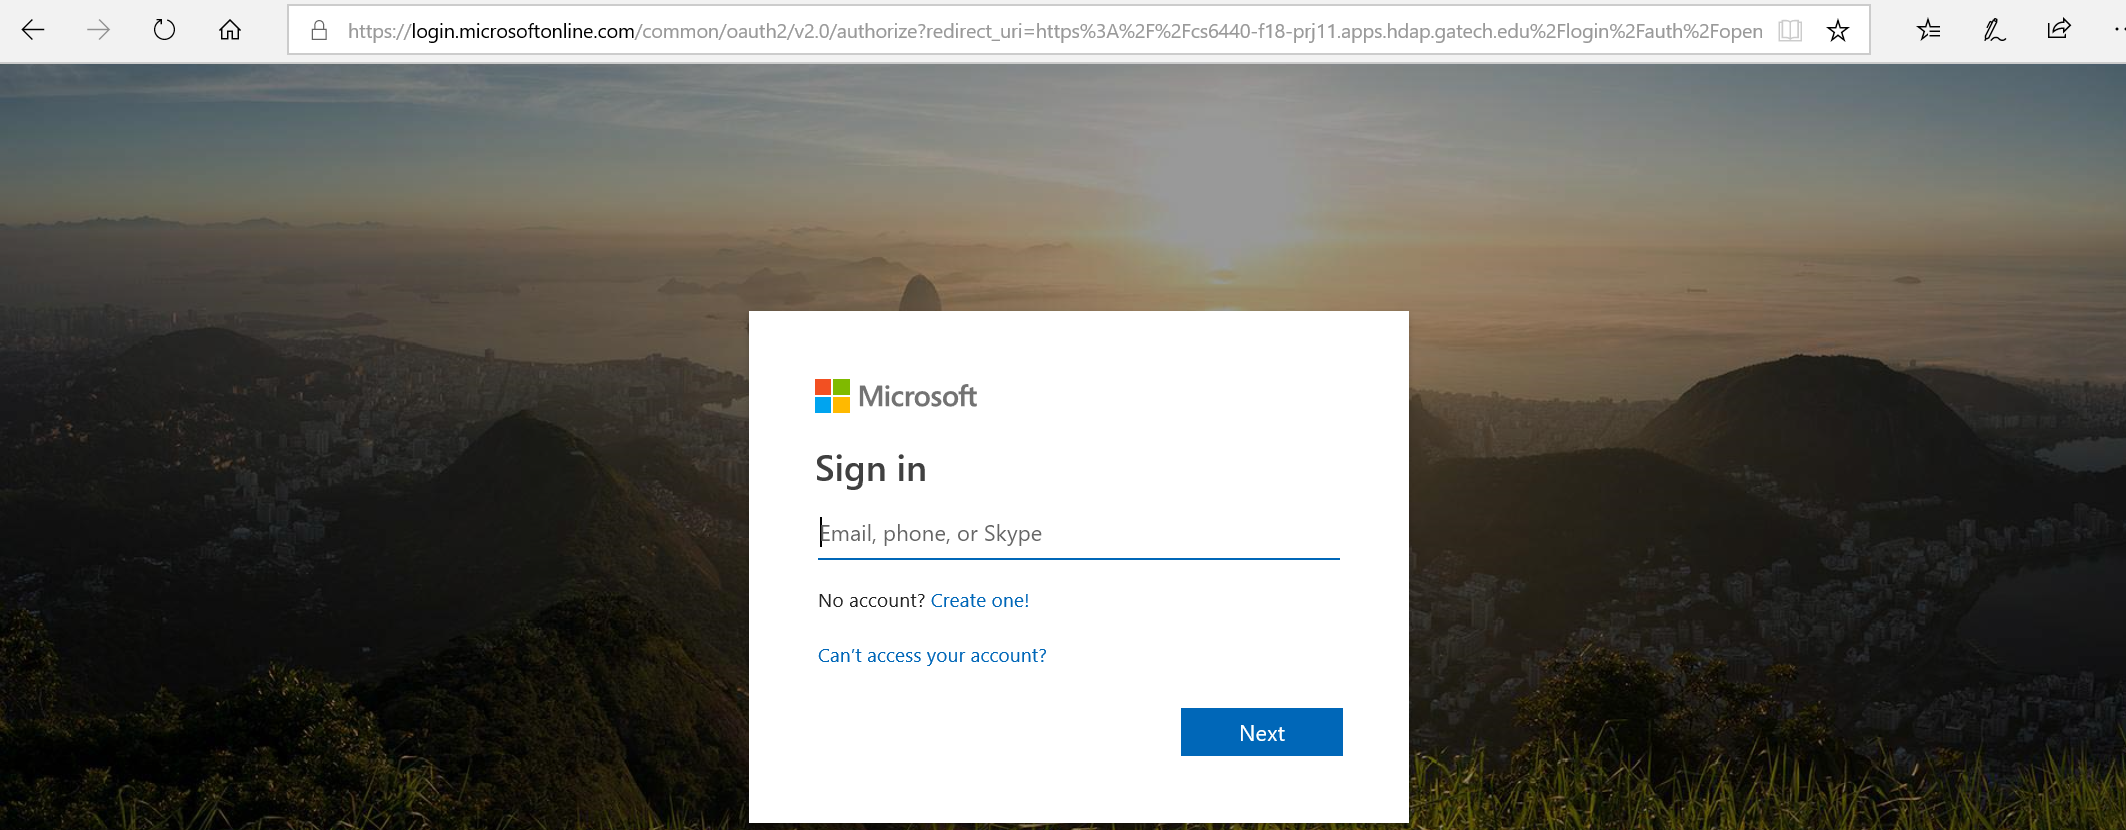 https://login.microsoftonline.com/common/oauth2/v2.0/authorize?redirect_uri=https%3A%2F%2Fcs6440-f18-prj11.apps.hdap.gatech.edu%2Flogin%2Fauth%2Fopen
Microsoft
Sign in
Email, phone, or Skype
No account? Create one!
Can’t access your account?
Next